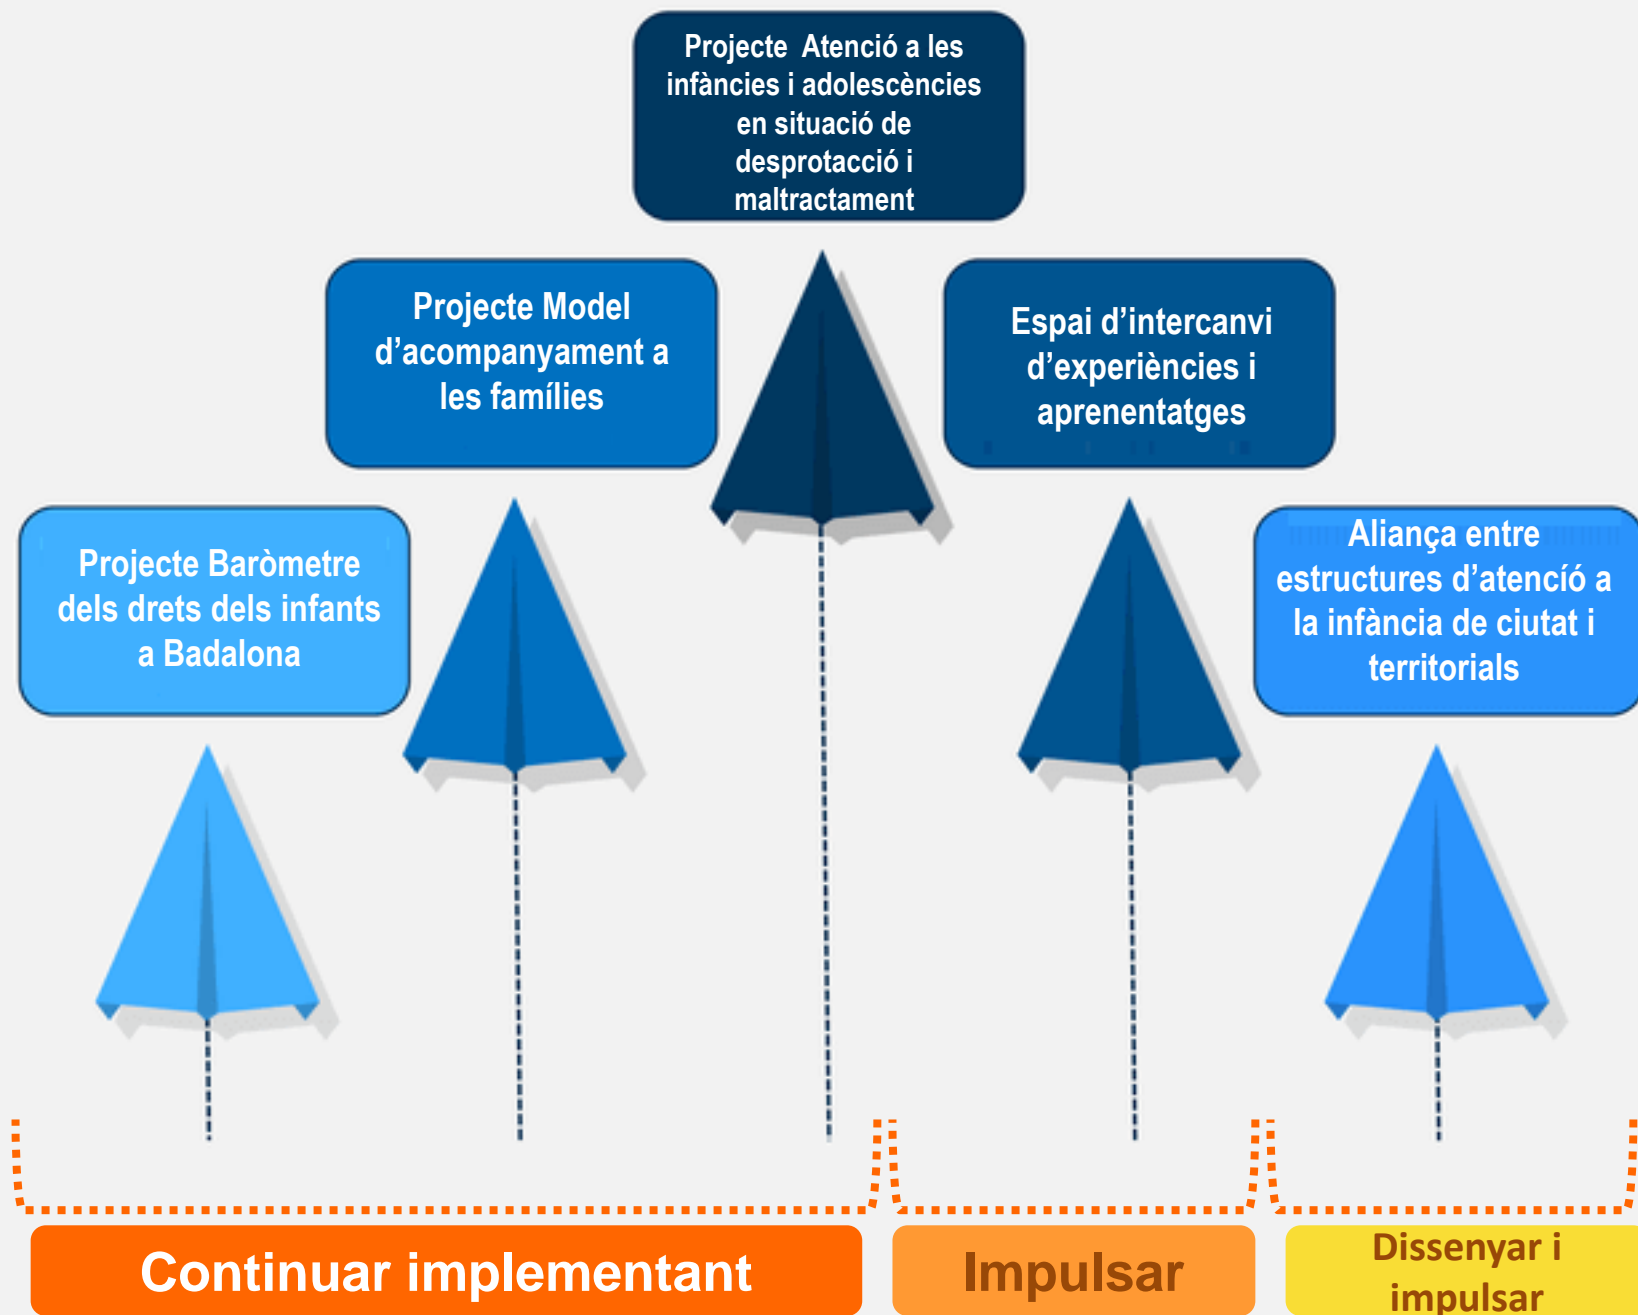 Projecte Atenció a les
infàncies i adolescències
en situació de
desprotacció i
maltractament
Projecte Model
d'acompanyament a
les famílies
Espai d'intercanvi
d'experiències i
aprenentatges
Projecte Baròmetre
dels drets dels infants
a Badalona
Aliança entre
estructures d'atencíó a
la infància de ciutat i
territorials
Continuar implementant
Impulsar
Dissenyar i
impulsar